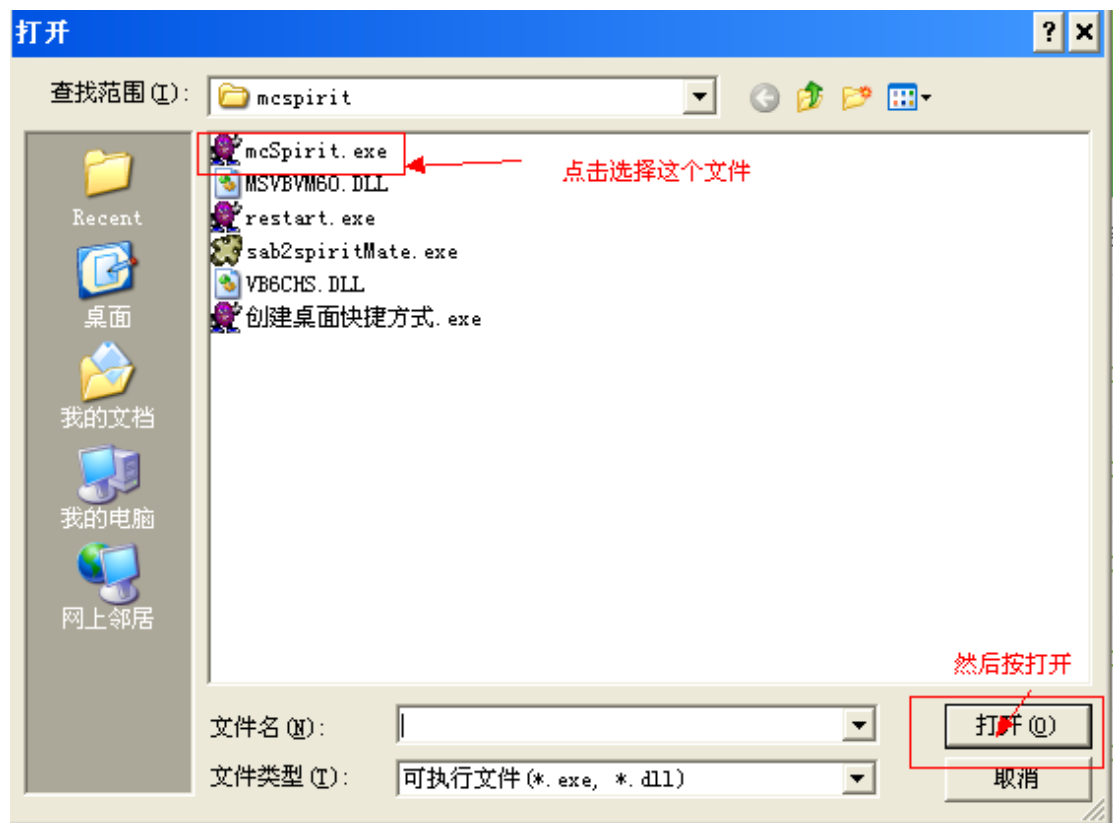 打开
查找范围(I):
mcspirit
mcSpirit.exe
点击选择这个文件
MSVBVM60.DLL
restart.exe
sab2spiritMate.exe
VB6CHS.DLL
创建桌面快捷方式.exe
Recent
桌面
我的文档
我的电脑
网上邻居
然后按打开
文件名(N):
打开(O)
文件类型(T):
可执行文件(*.exe, *.dll)
取消